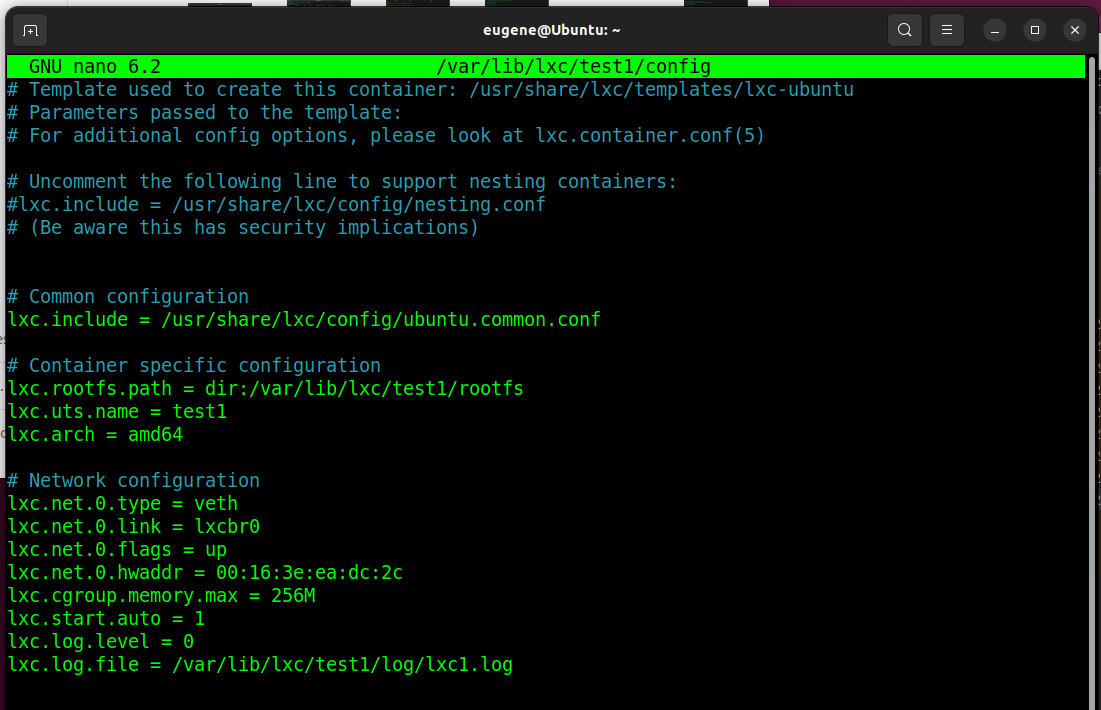 eugene@Ubuntu: ~
GNU nano 6.2 /var/lib/lxc/test1/config
# Template used to create this container: /usr/share/lxc/templates/lxc-ubuntu
# Parameters passed to the template:
# For additional config options, please look at lxc.container.conf(5)
# Uncomment the following line to support nesting containers:
#lxc.include = /usr/share/lxc/config/nesting.conf
# (Be aware this has security implications)
# Common configuration
lxc.include = /usr/share/lxc/config/ubuntu.common.conf
# Container specific configuration
lxc.rootfs.path = dir:/var/lib/lxc/test1/rootfs
lxc.uts.name = test1
lxc.arch = amd64
# Network configuration
lxc.net.0.type = veth
lxc.net.0.link = lxcbr0
lxc.net.0.flags = up
lxc.net.0.hwaddr = 00:16:3e:ea:dc:2c
lxc.cgroup.memory.max = 256M
lxc.start.auto = 1
lxc.log.level = 0
lxc.log.file = /var/lib/lxc/test1/log/lxc1.log